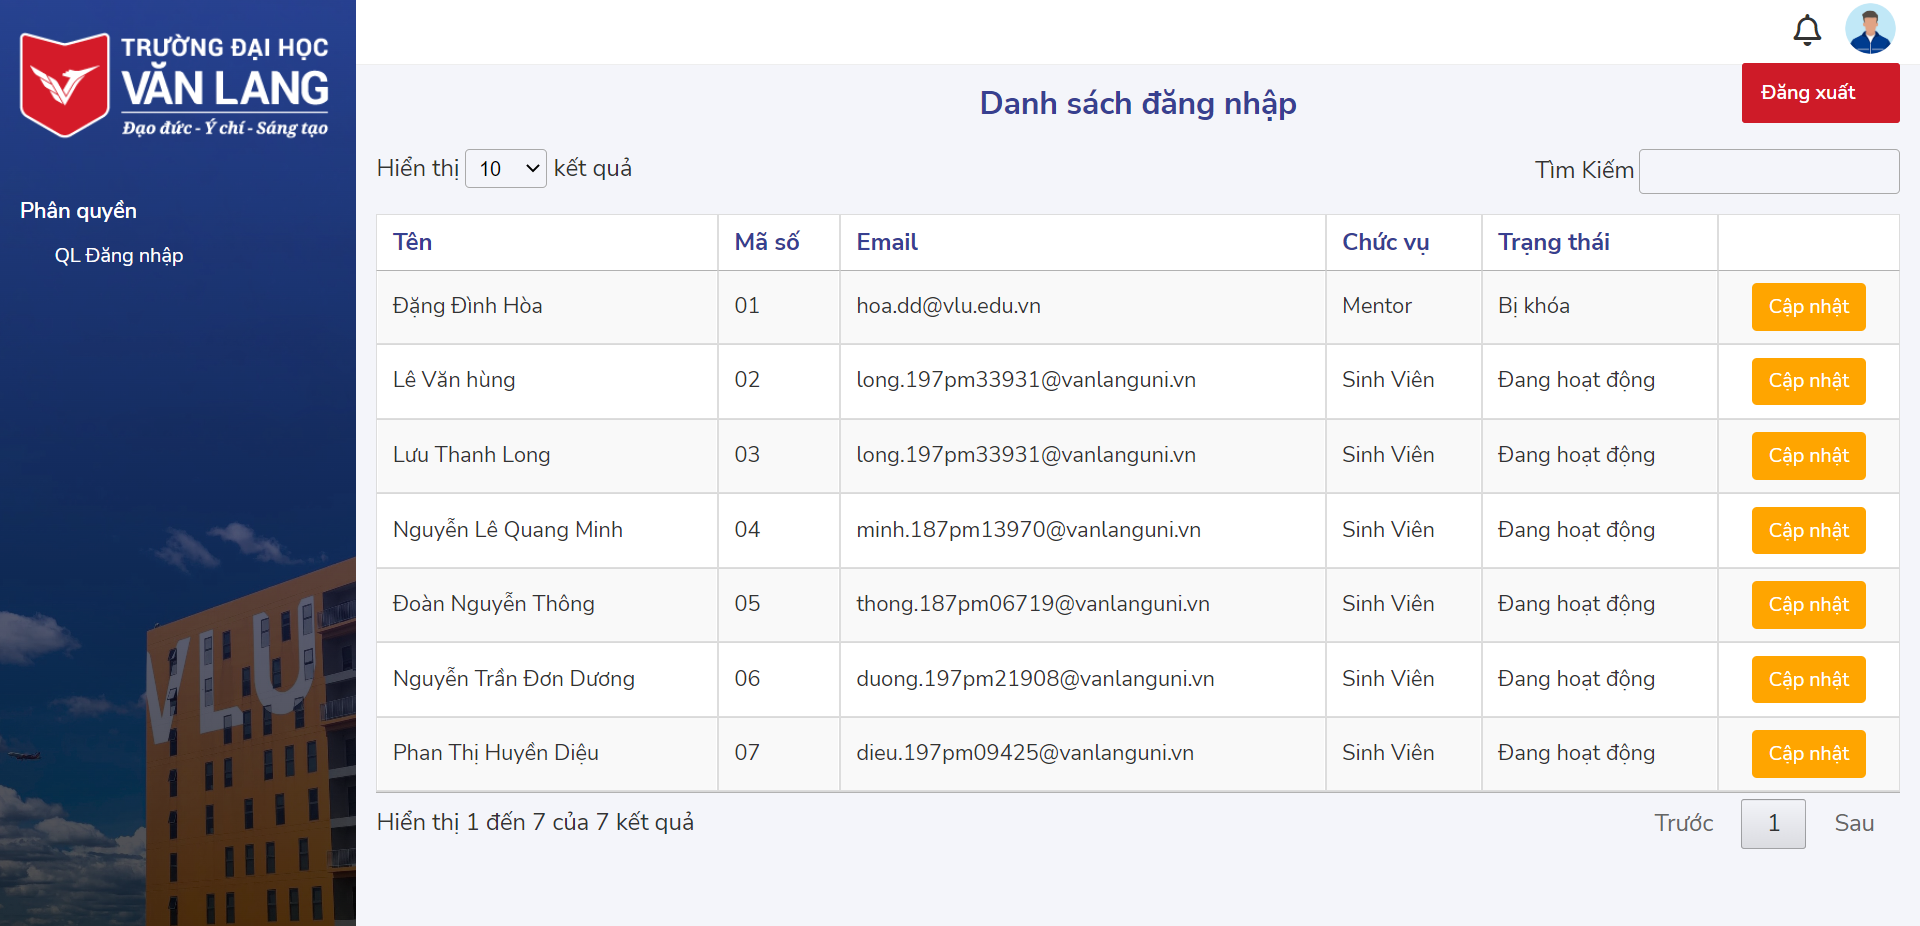 TRƯỜNG ĐẠI HỌC
VĂN LANG
Đạo đức - Ý chí - Sáng tạo
Phân quyền
QL Đăng nhập
Đăng xuất
Danh sách đăng nhập
Hiển thị 10 kết quả
Tìm Kiếm
Tên Mã số Email Chức vụ Trạng thái
Đặng Đình Hòa 01 hoa.dd@vlu.edu.vn Mentor Bị khóa Cập nhật
Lê Văn hùng 02 long.197pm33931@vanlanguni.vn Sinh Viên Đang hoạt động Cập nhật
Lưu Thanh Long 03 long.197pm33931@vanlanguni.vn Sinh Viên Đang hoạt động Cập nhật
Nguyễn Lê Quang Minh 04 minh.187pm13970@vanlanguni.vn Sinh Viên Đang hoạt động Cập nhật
Đoàn Nguyễn Thông 05 thong.187pm06719@vanlanguni.vn Sinh Viên Đang hoạt động Cập nhật
Nguyễn Trần Đơn Dương 06 duong.197pm21908@vanlanguni.vn Sinh Viên Đang hoạt động Cập nhật
Phan Thị Huyền Diệu 07 dieu.197pm09425@vanlanguni.vn Sinh Viên Đang hoạt động Cập nhật
Hiển thị 1 đến 7 của 7 kết quả
Trước 1 Sau
VLU